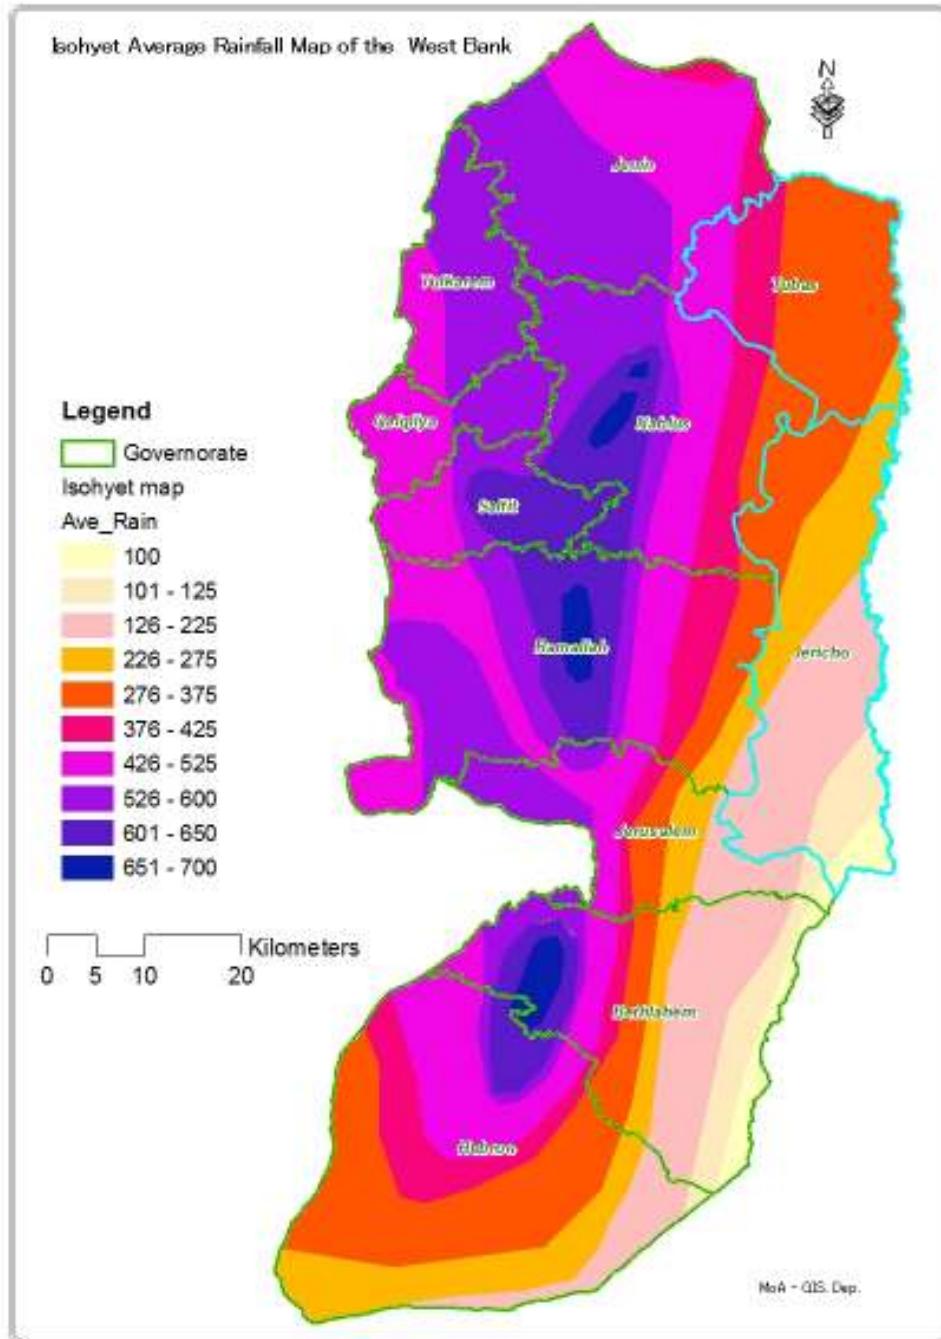 Isohyet Average Rainfall Map of the West Bank
N
Jenin
Tubas
Tulkarem
Qalqilya
Nablus
Salfit
Ramallah
Jericho
Jerusalem
Bethlahem
Hebron
Legend
Governorate
Isohyet map
Ave_Rain
100
101 - 125
126 - 225
226 - 275
276 - 375
376 - 425
426 - 525
526 - 600
601 - 650
651 - 700
Kilometers
0 5 10 20
MoA - GIS. Dep.